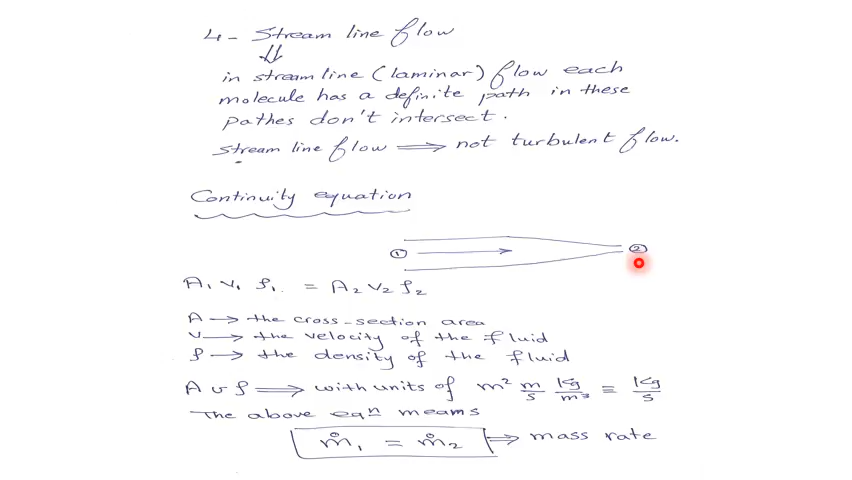 4- Stream line flow
⇓
in stream line (laminar) flow each
molecule has a definite path in these
pathes don't intersect.
stream line flow ⟹ not turbulent flow.
Continuity equation
① ②
A₁ v₁ ρ₁ = A₂ v₂ ρ₂
A → the cross-section area
v → the velocity of the fluid
ρ → the density of the fluid
A v ρ ⟹ with units of m² m/s kg/m³ = kg/s
The above eqn means
ṁ₁ = ṁ₂ ⟹ mass rate